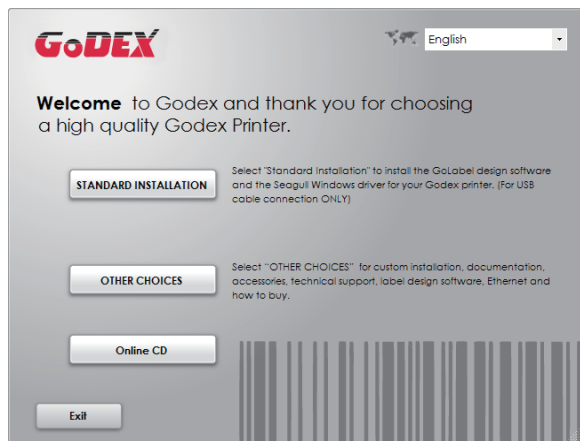 GoDEX
English
Welcome to Godex and thank you for choosing
a high quality Godex Printer.
STANDARD INSTALLATION
Select "Standard Installation" to install the GoLabel design software
and the Seagull Windows driver for your Godex printer. (For USB
cable connection ONLY)
OTHER CHOICES
Select "OTHER CHOICES" for custom installation, documentation,
accessories, technical support, label design software, Ethernet and
how to buy.
Online CD
Exit